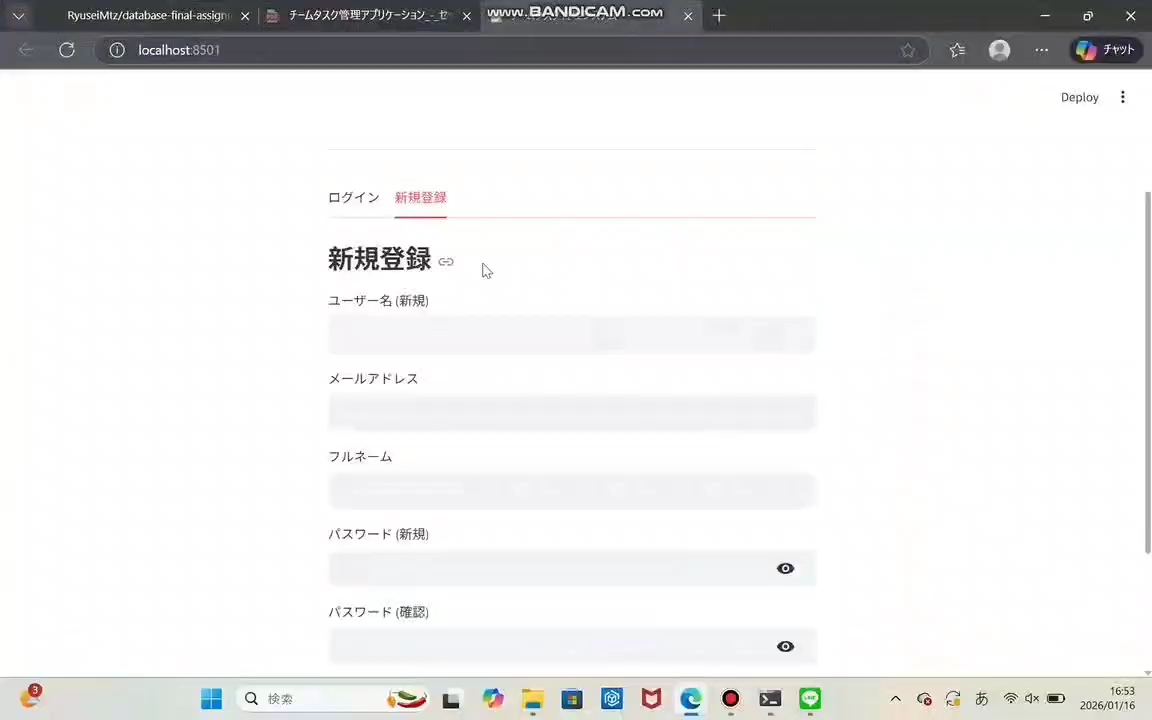 RyuseiMtz/database-final-assign
チームタスク管理アプリケーション_-_セ
www.BANDICAM.com
localhost:8501
チャット
Deploy
ログイン 新規登録
新規登録
ユーザー名 (新規)
メールアドレス
フルネーム
パスワード (新規)
パスワード (確認)
3
検索
あ
16:53
2026/01/16